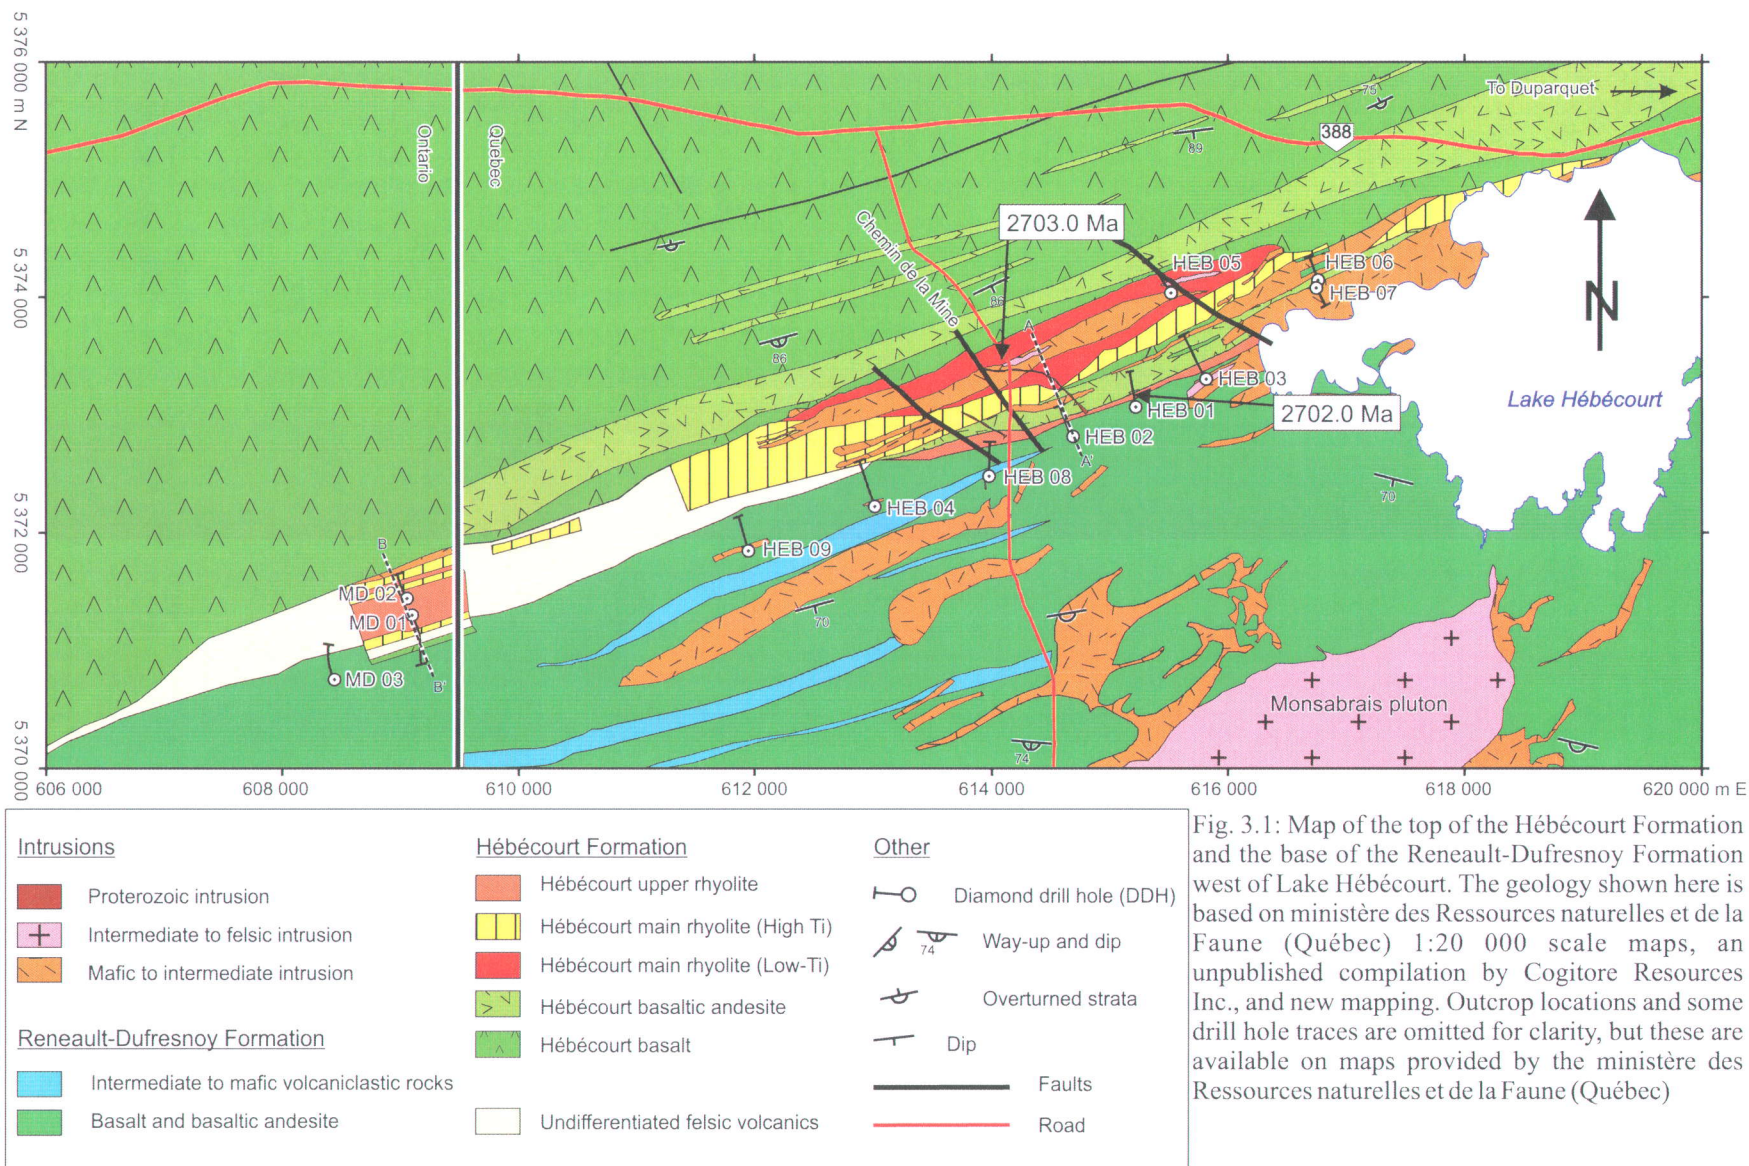 5 376 000 m N
5 374 000
5 372 000
5 370 000
606 000
608 000
610 000
612 000
614 000
616 000
618 000
620 000 m E
Ontario
Quebec
To Duparquet
388
75
89
Chemin de la Mine
2703.0 Ma
86
86
HEB 05
HEB 06
HEB 07
A
HEB 03
HEB 01
2702.0 Ma
Lake Hébécourt
N
HEB 02
A'
HEB 08
70
HEB 04
HEB 09
B
MD 02
MD 01
70
MD 03
B'
Monsabrais pluton
74
Intrusions
Proterozoic intrusion
Intermediate to felsic intrusion
Mafic to intermediate intrusion
Reneault-Dufresnoy Formation
Intermediate to mafic volcaniclastic rocks
Basalt and basaltic andesite
Hébécourt Formation
Hébécourt upper rhyolite
Hébécourt main rhyolite (High Ti)
Hébécourt main rhyolite (Low-Ti)
Hébécourt basaltic andesite
Hébécourt basalt
Undifferentiated felsic volcanics
Other
Diamond drill hole (DDH)
74
Way-up and dip
Overturned strata
Dip
Faults
Road
Fig. 3.1: Map of the top of the Hébécourt Formation
and the base of the Reneault-Dufresnoy Formation
west of Lake Hébécourt. The geology shown here is
based on ministère des Ressources naturelles et de la
Faune (Québec) 1:20 000 scale maps, an
unpublished compilation by Cogitore Resources
Inc., and new mapping. Outcrop locations and some
drill hole traces are omitted for clarity, but these are
available on maps provided by the ministère des
Ressources naturelles et de la Faune (Québec)